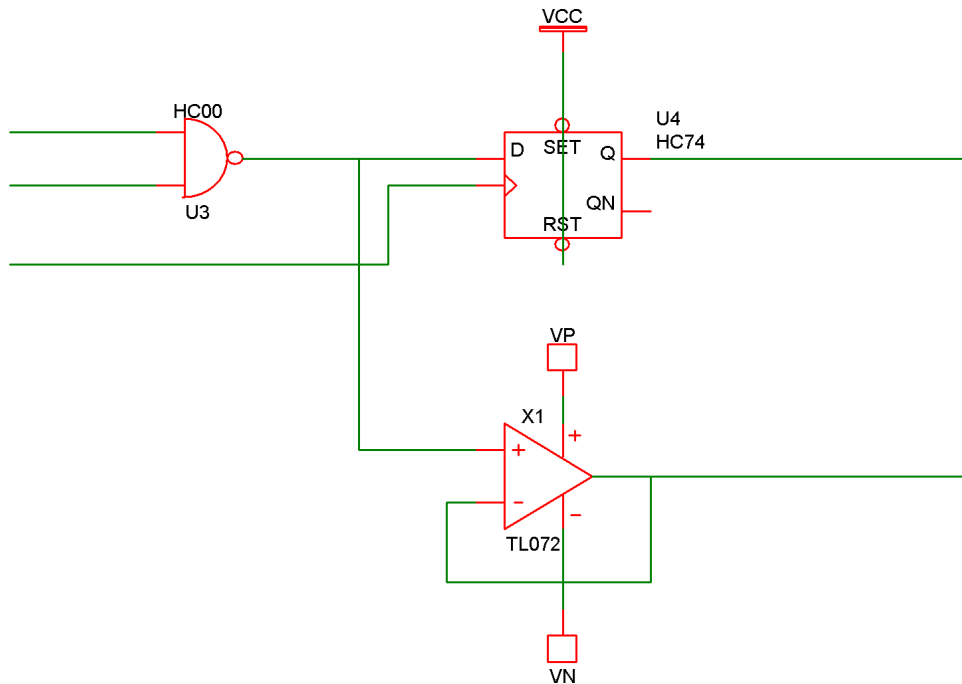 VCC
HC00
U3
U4
HC74
D
SET
Q
QN
RST
VP
X1
+
+
-
-
TL072
VN